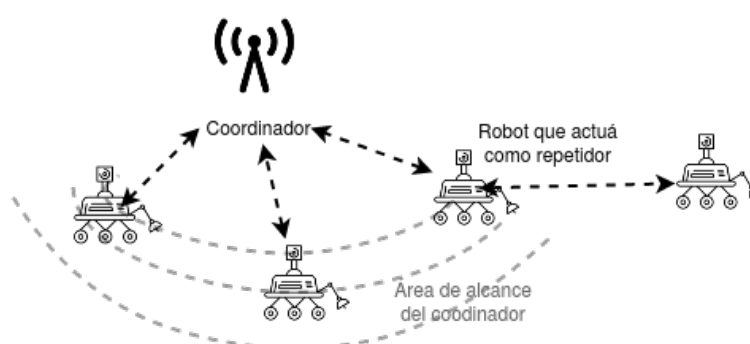 Coordinador
Robot que actuá
como repetidor
Area de alcance
del coodinador